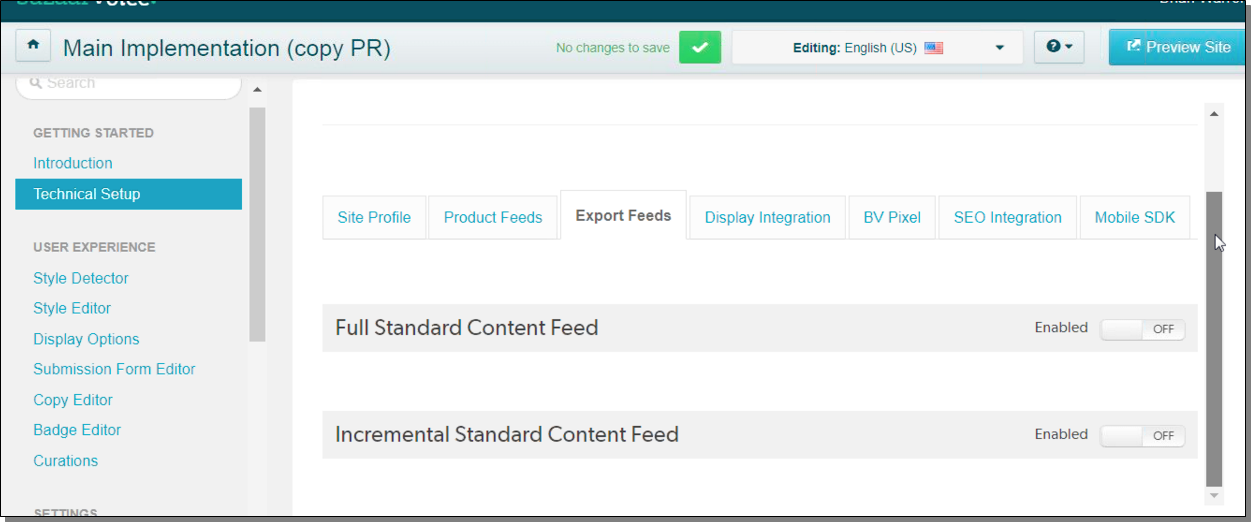 Main Implementation (copy PR)
No changes to save
Editing: English (US)
?
Preview Site
Search
GETTING STARTED
Introduction
Technical Setup
USER EXPERIENCE
Style Detector
Style Editor
Display Options
Submission Form Editor
Copy Editor
Badge Editor
Curations
SETTINGS
Site Profile
Product Feeds
Export Feeds
Display Integration
BV Pixel
SEO Integration
Mobile SDK
Full Standard Content Feed
Enabled
OFF
Incremental Standard Content Feed
Enabled
OFF